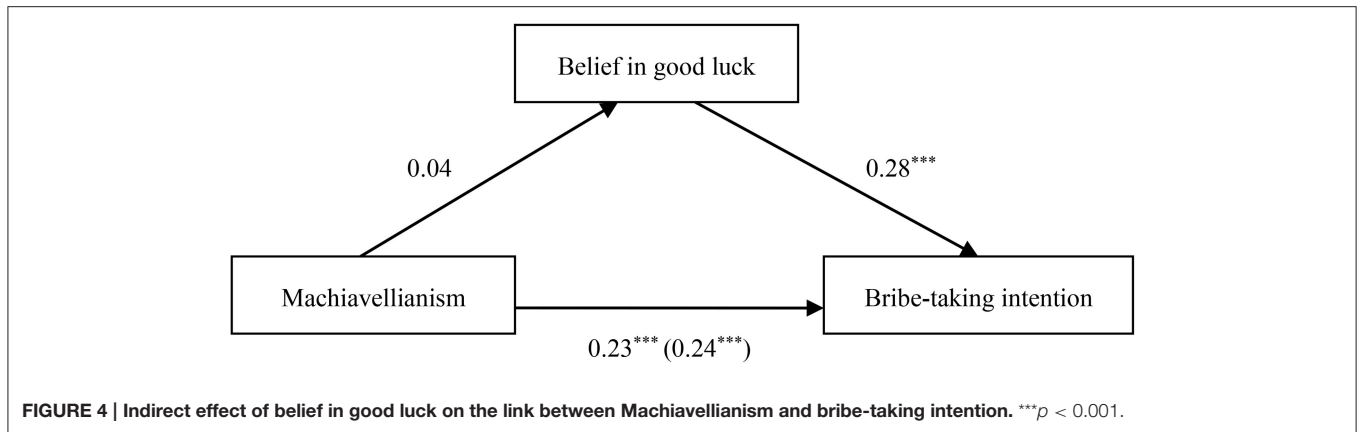 Belief in good luck
0.04
0.28***
Machiavellianism
Bribe-taking intention
0.23*** (0.24***)
FIGURE 4 | Indirect effect of belief in good luck on the link between Machiavellianism and bribe-taking intention. ***p < 0.001.